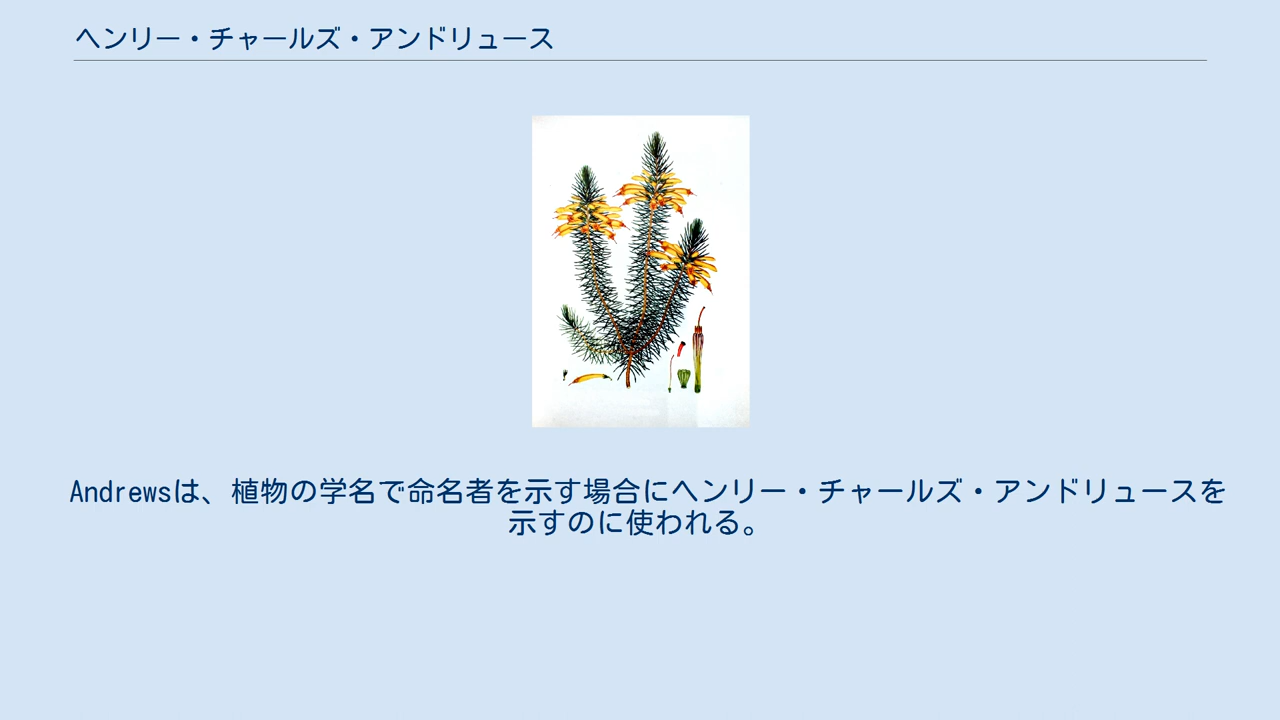 ヘンリー・チャールズ・アンドリュース
Andrewsは、植物の学名で命名者を示す場合にヘンリー・チャールズ・アンドリュースを
示すのに使われる。